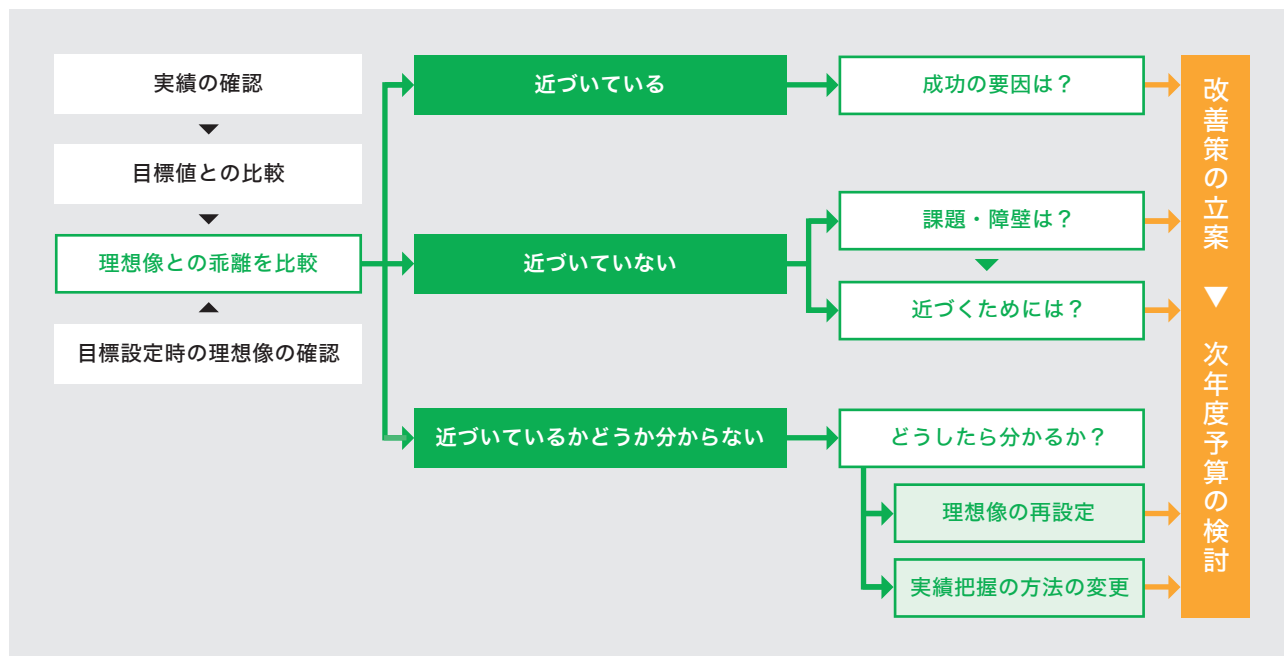 実績の確認
目標値との比較
理想像との乖離を比較
目標設定時の理想像の確認
近づいている
近づいていない
近づいているかどうか分からない
成功の要因は？
課題・障壁は？
近づくためには？
どうしたら分かるか？
理想像の再設定
実績把握の方法の変更
改善策の立案 ▼ 次年度予算の検討